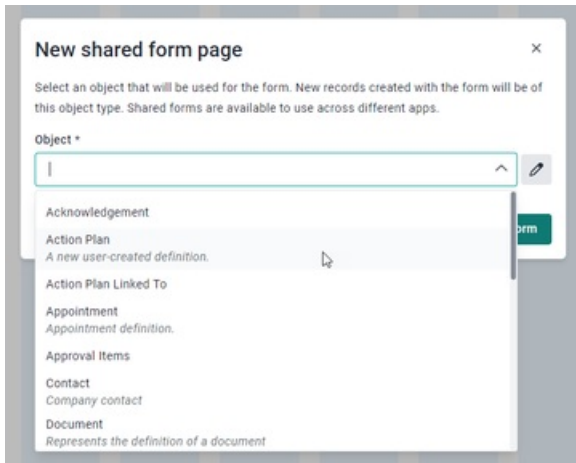 New shared form page
Select an object that will be used for the form. New records created with the form will be of
this object type. Shared forms are available to use across different apps.
Object *
Acknowledgement
Action Plan
A new user-created definition.
Action Plan Linked To
Appointment
Appointment definition.
Approval Items
Contact
Company contact
Document
Represents the definition of a document